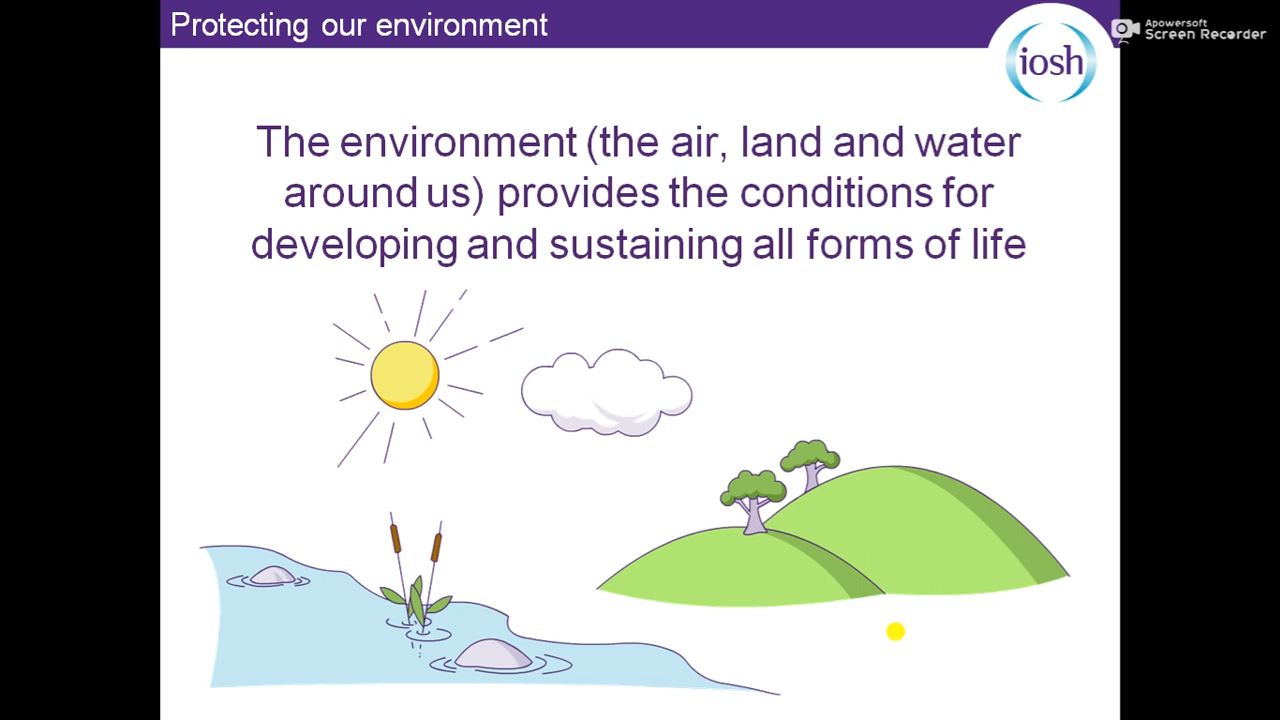 Protecting our environment
Apowersoft
Screen Recorder
iosh
The environment (the air, land and water
around us) provides the conditions for
developing and sustaining all forms of life